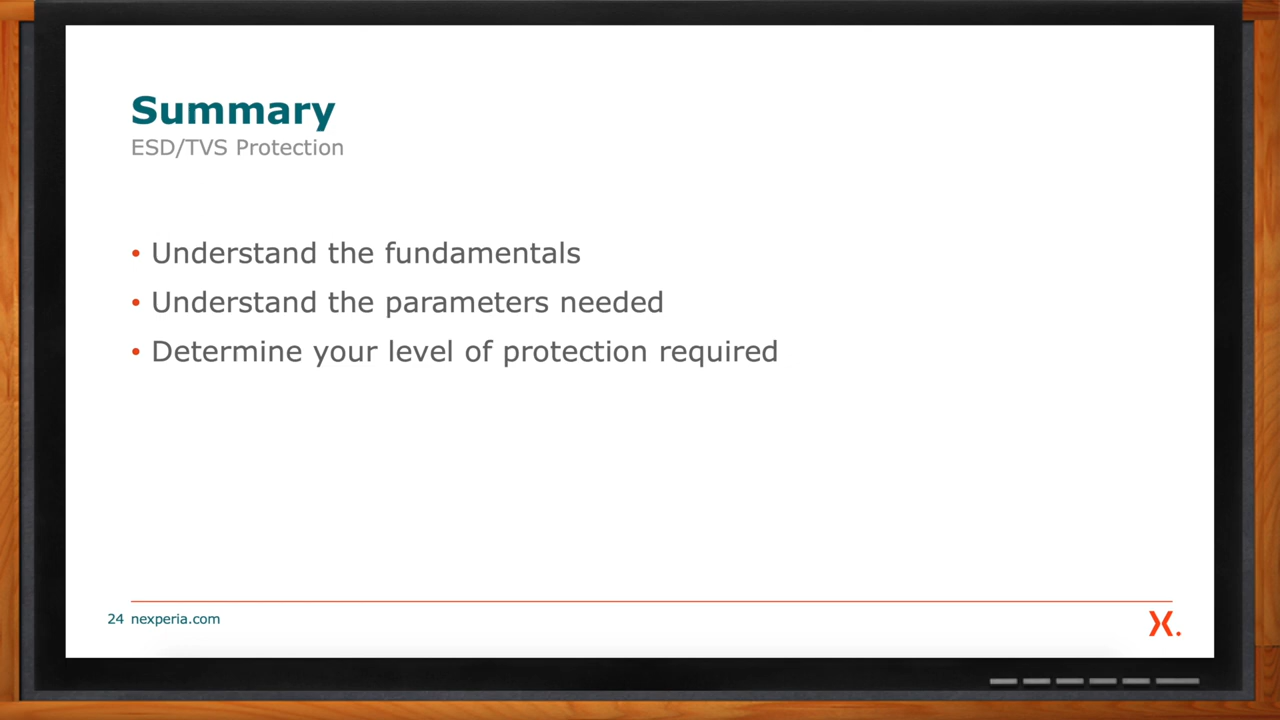 Summary
ESD/TVS Protection
• Understand the fundamentals
• Understand the parameters needed
• Determine your level of protection required
24 nexperia.com